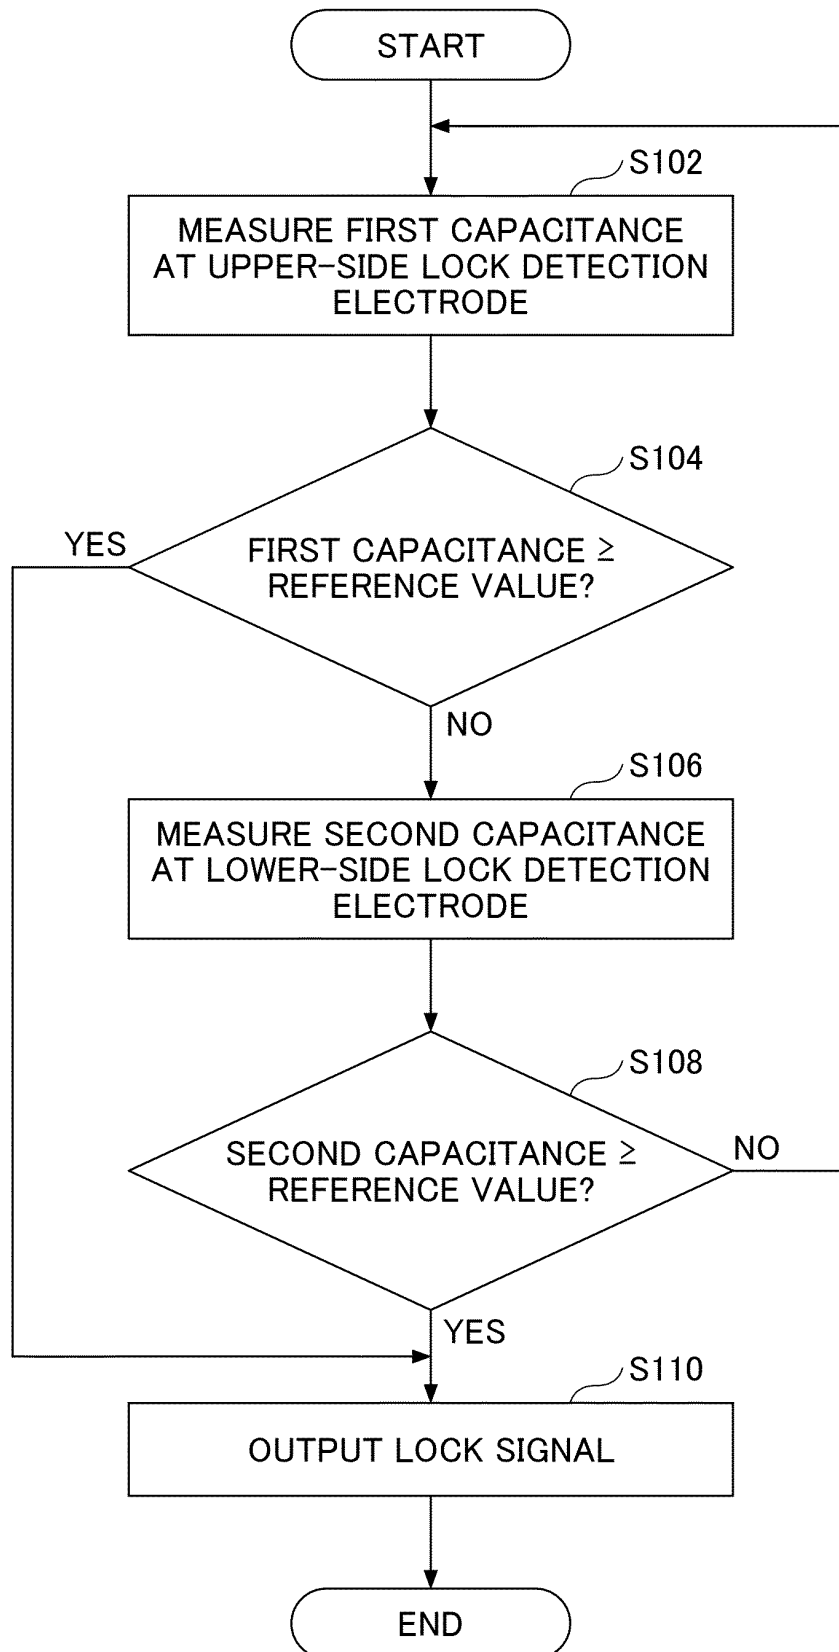 START
S102
MEASURE FIRST CAPACITANCE
AT UPPER-SIDE LOCK DETECTION
ELECTRODE
S104
YES
FIRST CAPACITANCE ≥
REFERENCE VALUE?
NO
S106
MEASURE SECOND CAPACITANCE
AT LOWER-SIDE LOCK DETECTION
ELECTRODE
S108
SECOND CAPACITANCE ≥
REFERENCE VALUE?
NO
YES
S110
OUTPUT LOCK SIGNAL
END